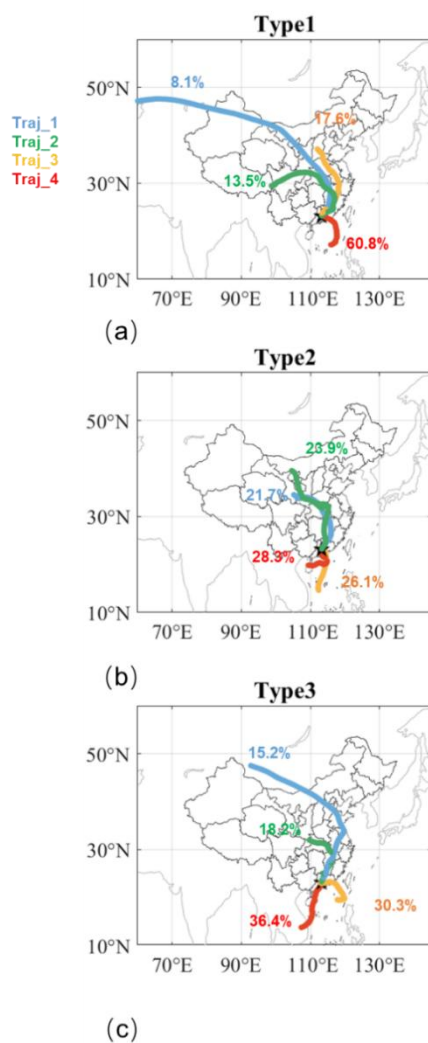 Type1
Traj_1
Traj_2
Traj_3
Traj_4
50°N
30°N
10°N
8.1%
17.6%
13.5%
60.8%
70°E 90°E 110°E 130°E
(a)
Type2
50°N
30°N
10°N
23.9%
21.7%
28.3%
26.1%
70°E 90°E 110°E 130°E
(b)
Type3
50°N
30°N
10°N
15.2%
18.2%
30.3%
36.4%
70°E 90°E 110°E 130°E
(c)